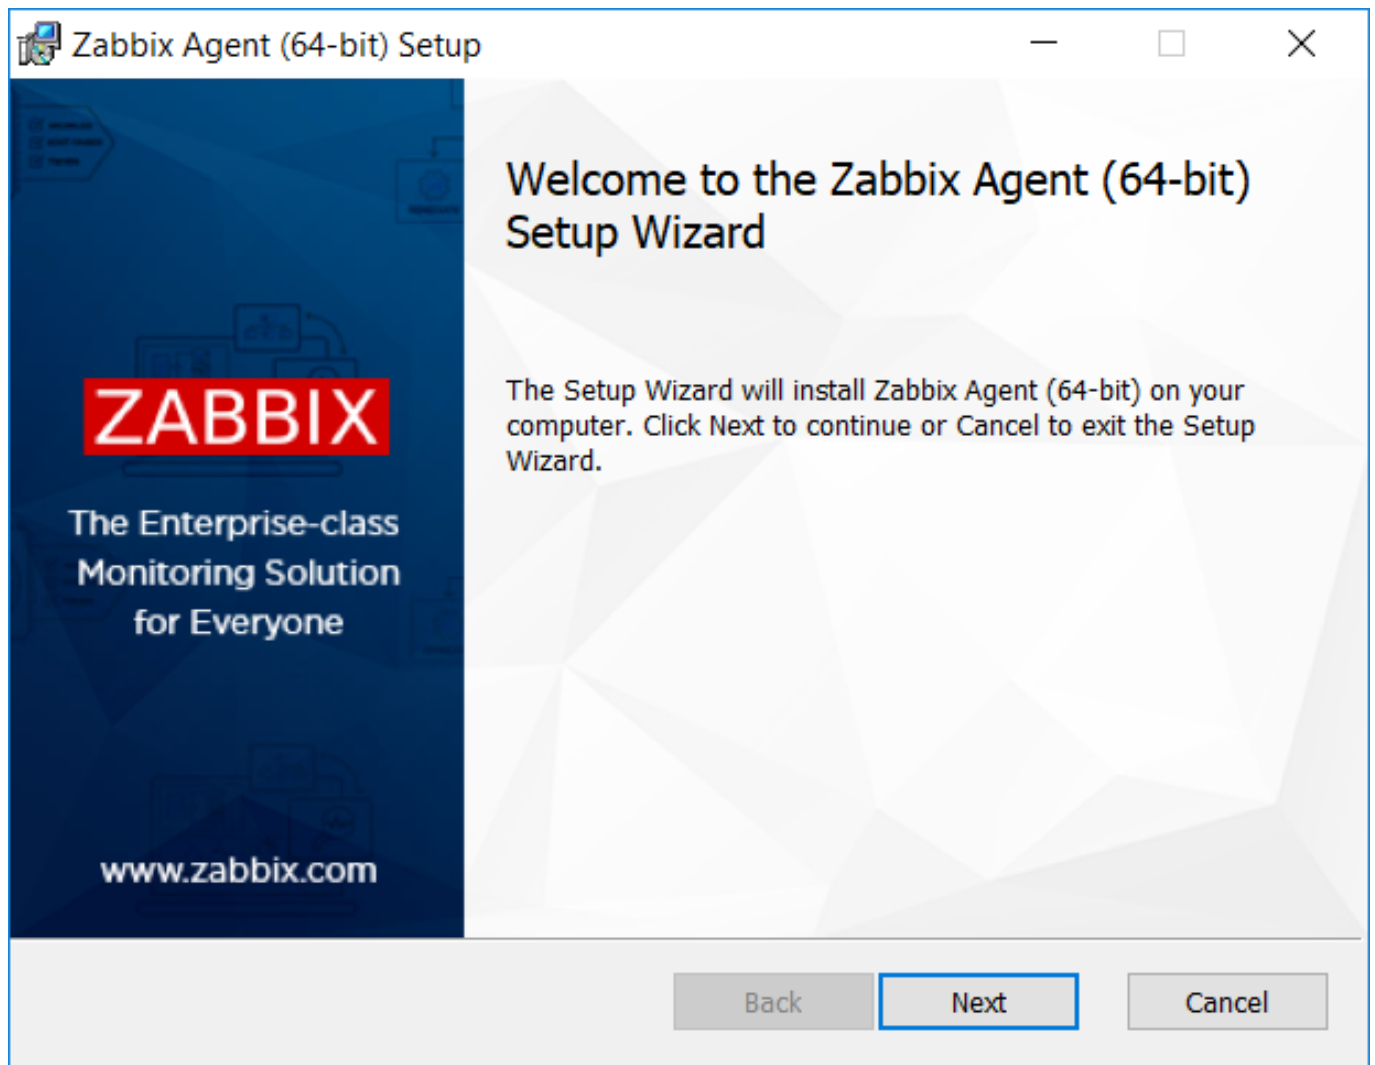 Zabbix Agent (64-bit) Setup
Welcome to the Zabbix Agent (64-bit)
Setup Wizard
The Setup Wizard will install Zabbix Agent (64-bit) on your
computer. Click Next to continue or Cancel to exit the Setup
Wizard.
ZABBIX
The Enterprise-class
Monitoring Solution
for Everyone
www.zabbix.com
Back
Next
Cancel